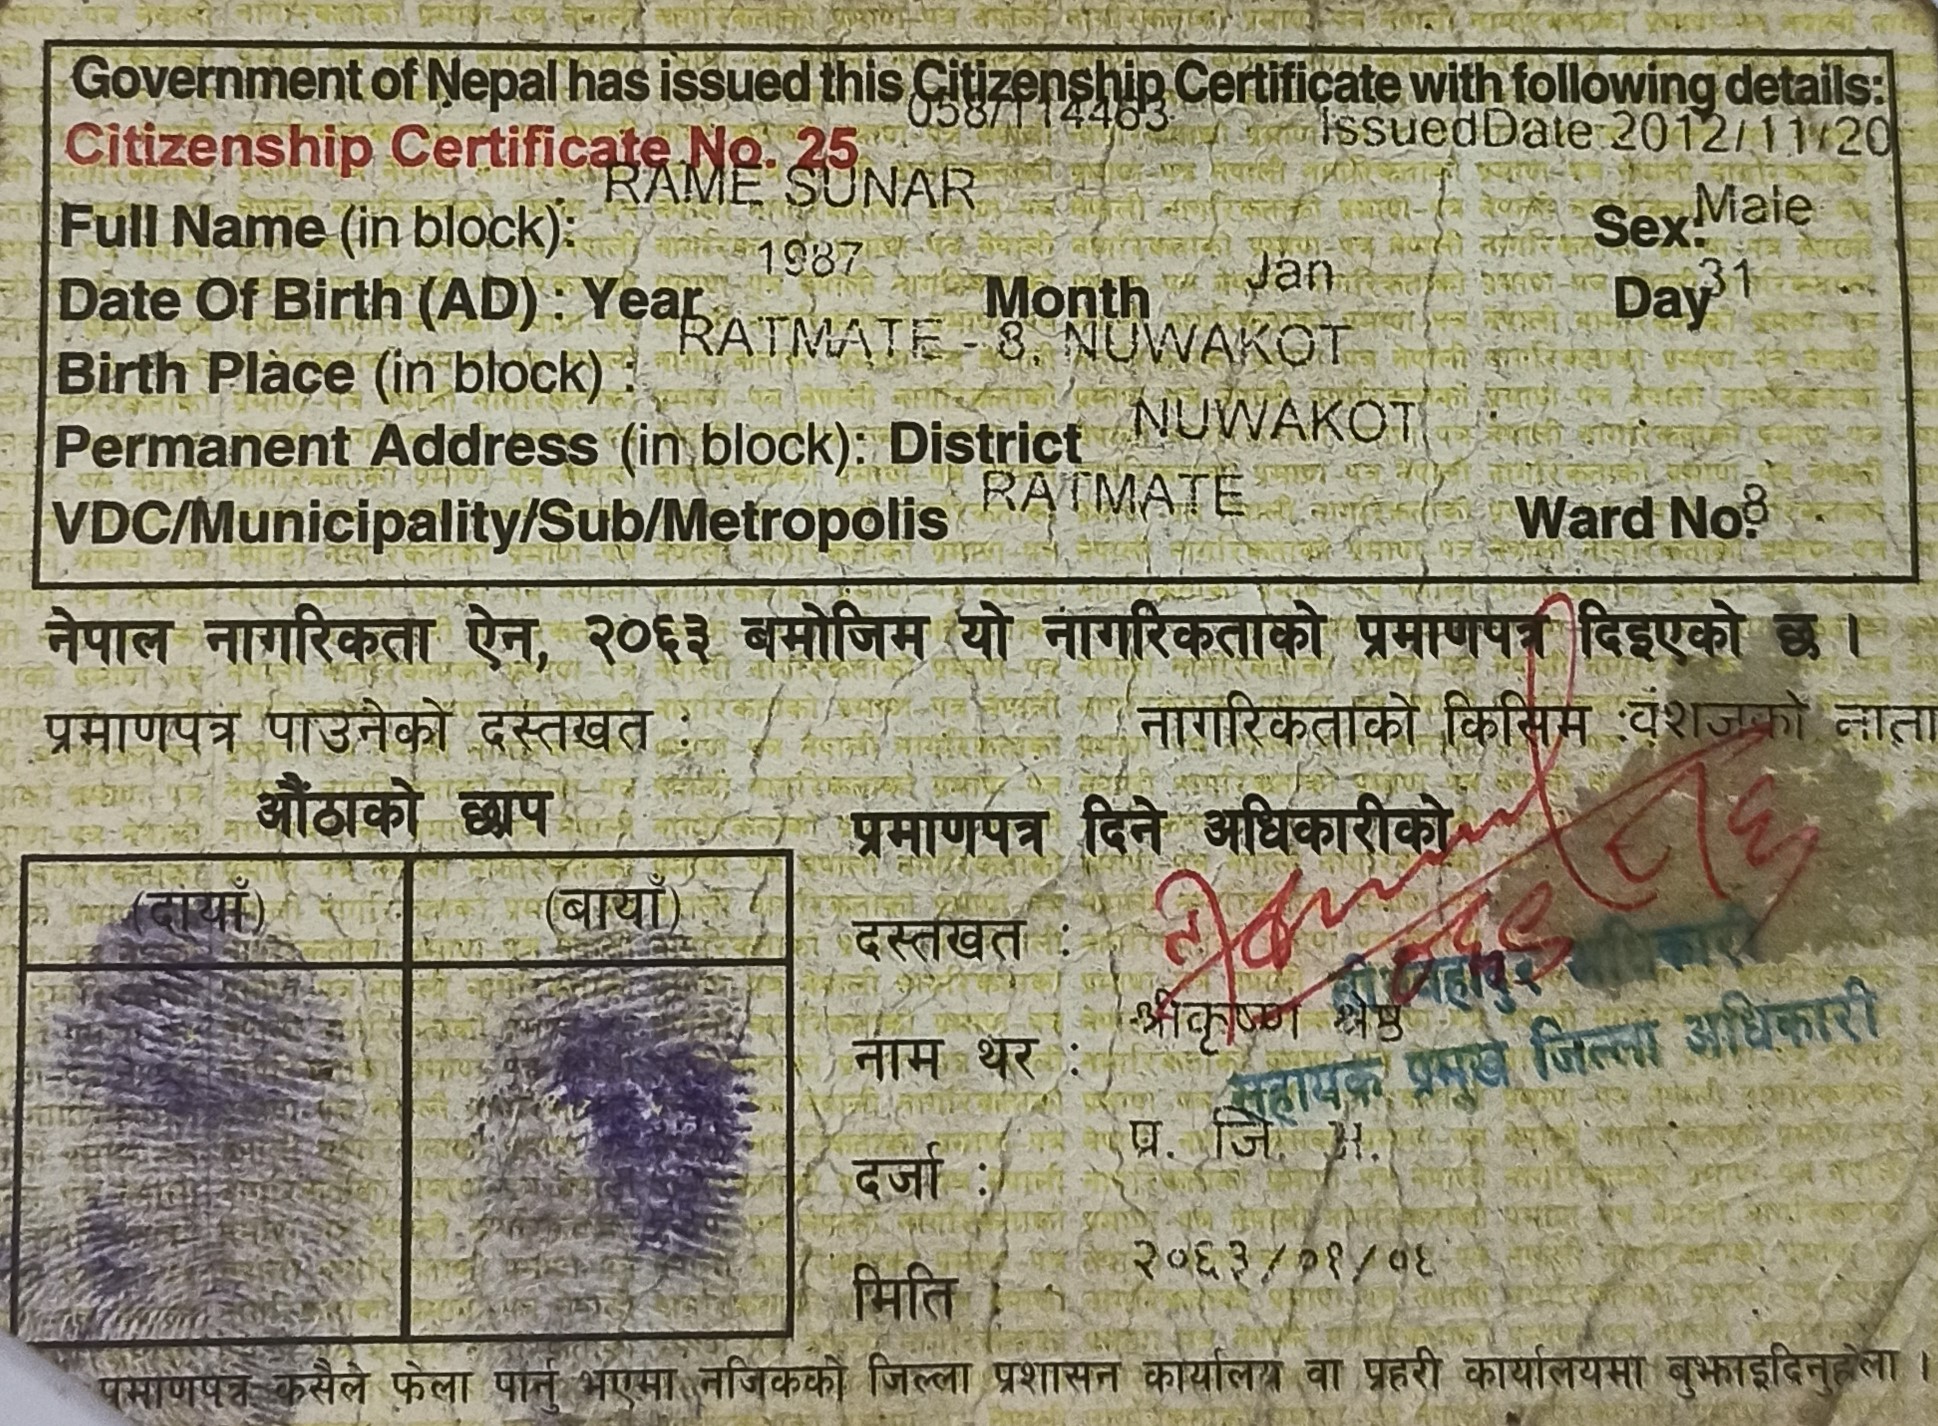 Government of Nepal has issued this Citizenship Certificate with following details:
Citizenship Certificate No. 25 058/114463 IssuedDate 2012/11/20
Full Name (in block): RAME SUNAR Sex: Male
Date Of Birth (AD) : Year 1987 Month Jan Day 31
Birth Place (in block) : RATMATE - 8, NUWAKOT
Permanent Address (in block): District NUWAKOT
VDC/Municipality/Sub/Metropolis RATMATE Ward No. 8
नेपाल नागरिकता ऐन, २०६३ बमोजिम यो नागरिकताको प्रमाणपत्र दिइएको छ ।
प्रमाणपत्र पाउनेको दस्तखत : नागरिकताको किसिम : वंशजको नाता
औंठाको छाप
(दायाँ) (बायाँ)
प्रमाणपत्र दिने अधिकारीको
दस्तखत :
नाम थर : श्रीकृष्ण श्रेष्ठ
सहायक प्रमुख जिल्ला अधिकारी
दर्जा : प्र. जि. अ.
मिति : २०६३/०१/०६
प्रमाणपत्र कसैले फेला पार्नु भएमा नजिकको जिल्ला प्रशासन कार्यालय वा प्रहरी कार्यालयमा बुझाइदिनुहोला ।